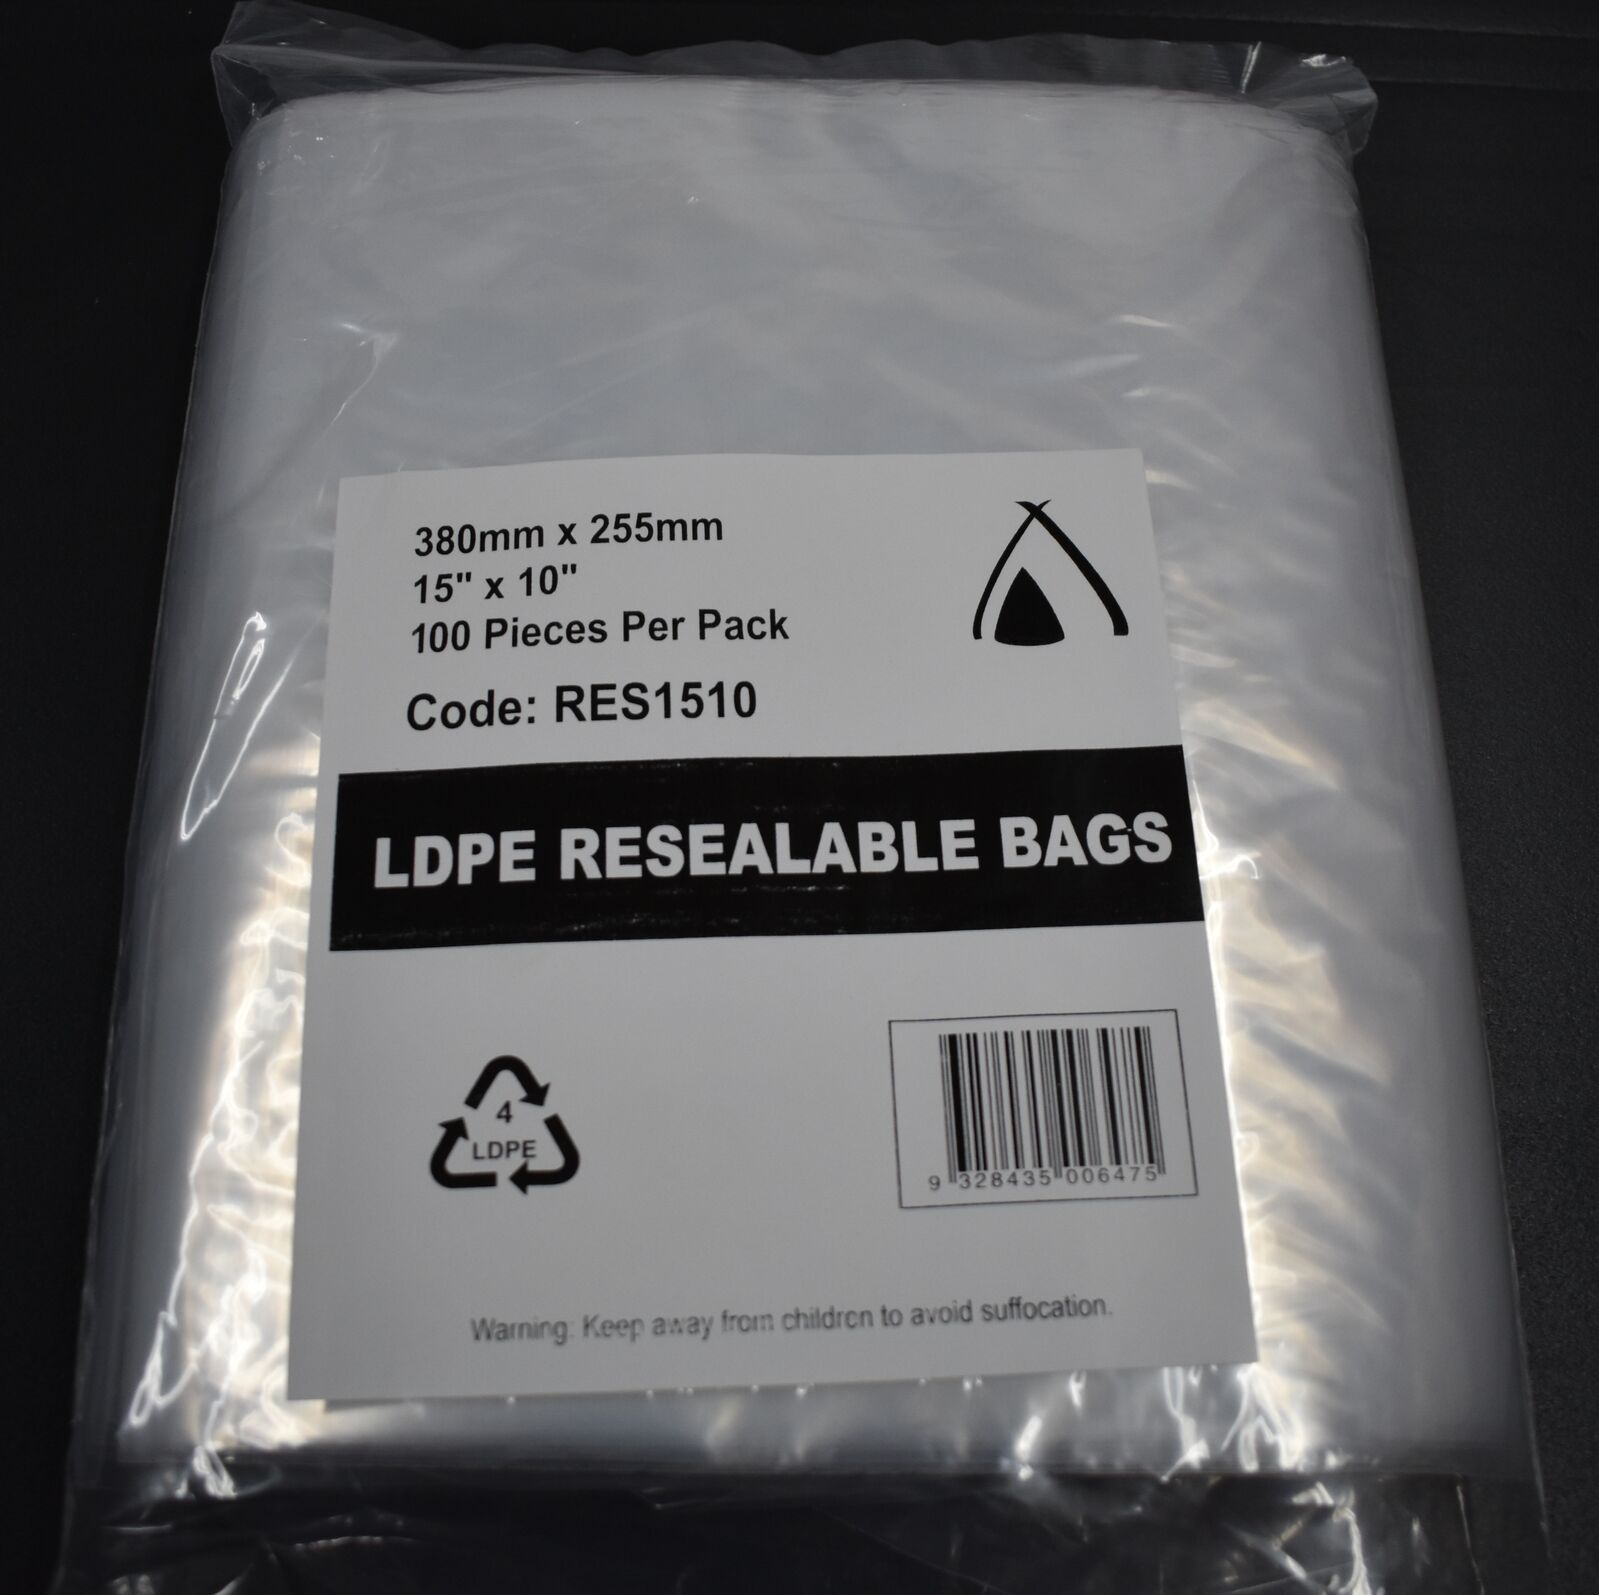 380mm x 255mm
15" x 10"
100 Pieces Per Pack
Code: RES1510
LDPE RESEALABLE BAGS
4
LDPE
9 328435 006475
Warning: Keep away from children to avoid suffocation.